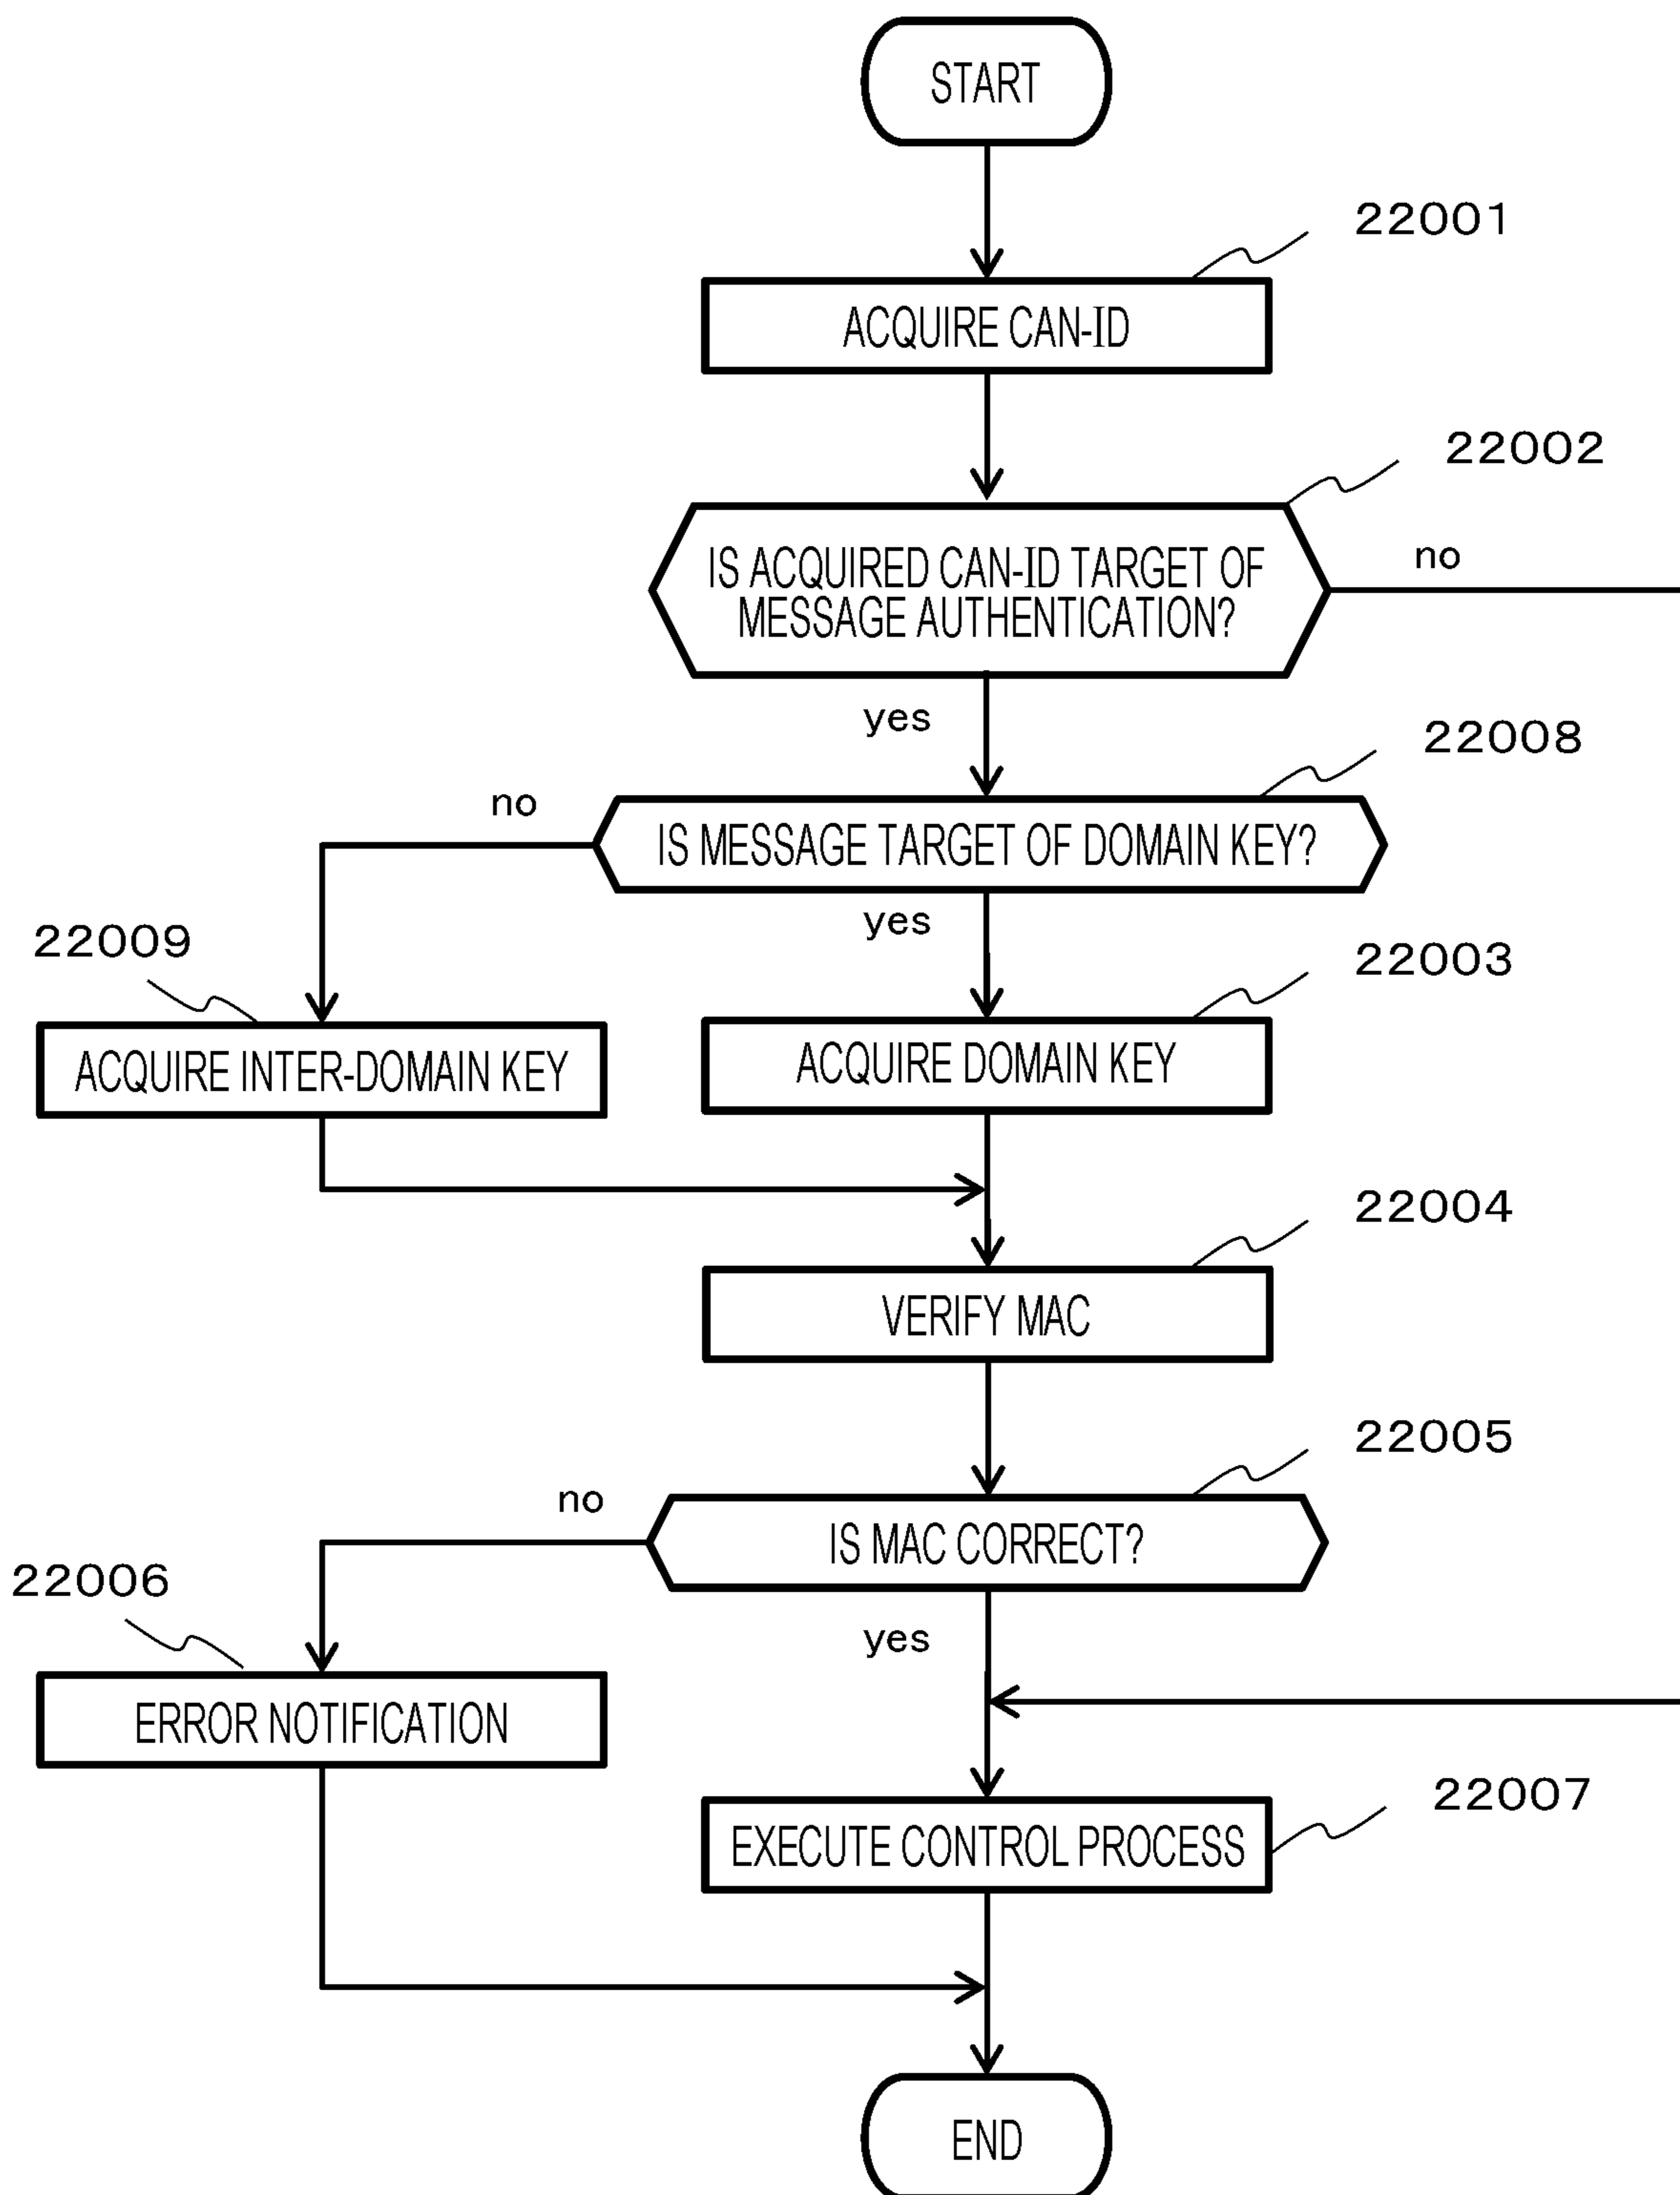 START
22001
ACQUIRE CAN-ID
22002
IS ACQUIRED CAN-ID TARGET OF
MESSAGE AUTHENTICATION?
no
yes
22008
no
IS MESSAGE TARGET OF DOMAIN KEY?
yes
22009
22003
ACQUIRE INTER-DOMAIN KEY
ACQUIRE DOMAIN KEY
22004
VERIFY MAC
22005
no
IS MAC CORRECT?
22006
yes
ERROR NOTIFICATION
22007
EXECUTE CONTROL PROCESS
END